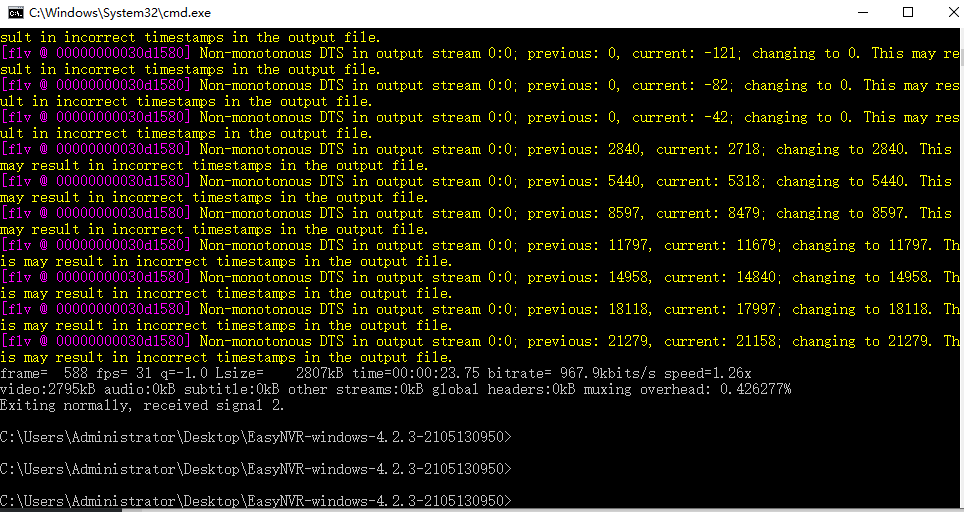 C:\Windows\System32\cmd.exe
sult in incorrect timestamps in the output file.
[flv @ 00000000030d1580] Non-monotonous DTS in output stream 0:0; previous: 0, current: -121; changing to 0. This may re
sult in incorrect timestamps in the output file.
[flv @ 00000000030d1580] Non-monotonous DTS in output stream 0:0; previous: 0, current: -82; changing to 0. This may res
ult in incorrect timestamps in the output file.
[flv @ 00000000030d1580] Non-monotonous DTS in output stream 0:0; previous: 0, current: -42; changing to 0. This may res
ult in incorrect timestamps in the output file.
[flv @ 00000000030d1580] Non-monotonous DTS in output stream 0:0; previous: 2840, current: 2718; changing to 2840. This
may result in incorrect timestamps in the output file.
[flv @ 00000000030d1580] Non-monotonous DTS in output stream 0:0; previous: 5440, current: 5318; changing to 5440. This
may result in incorrect timestamps in the output file.
[flv @ 00000000030d1580] Non-monotonous DTS in output stream 0:0; previous: 8597, current: 8479; changing to 8597. This
may result in incorrect timestamps in the output file.
[flv @ 00000000030d1580] Non-monotonous DTS in output stream 0:0; previous: 11797, current: 11679; changing to 11797. Th
is may result in incorrect timestamps in the output file.
[flv @ 00000000030d1580] Non-monotonous DTS in output stream 0:0; previous: 14958, current: 14840; changing to 14958. Th
is may result in incorrect timestamps in the output file.
[flv @ 00000000030d1580] Non-monotonous DTS in output stream 0:0; previous: 18118, current: 17997; changing to 18118. Th
is may result in incorrect timestamps in the output file.
[flv @ 00000000030d1580] Non-monotonous DTS in output stream 0:0; previous: 21279, current: 21158; changing to 21279. Th
is may result in incorrect timestamps in the output file.
frame=  588 fps= 31 q=-1.0 Lsize=    2807kB time=00:00:23.75 bitrate= 967.9kbits/s speed=1.26x
video:2795kB audio:0kB subtitle:0kB other streams:0kB global headers:0kB muxing overhead: 0.426277%
Exiting normally, received signal 2.
C:\Users\Administrator\Desktop\EasyNVR-windows-4.2.3-2105130950>
C:\Users\Administrator\Desktop\EasyNVR-windows-4.2.3-2105130950>
C:\Users\Administrator\Desktop\EasyNVR-windows-4.2.3-2105130950>